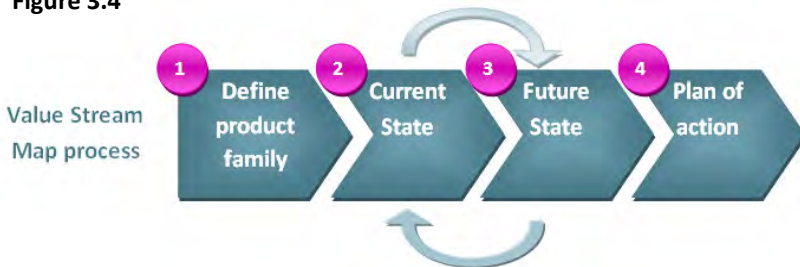 Figure 3.4
1
Define
product
family
2
Current
State
3
Future
State
4
Plan of
action
Value Stream
Map process